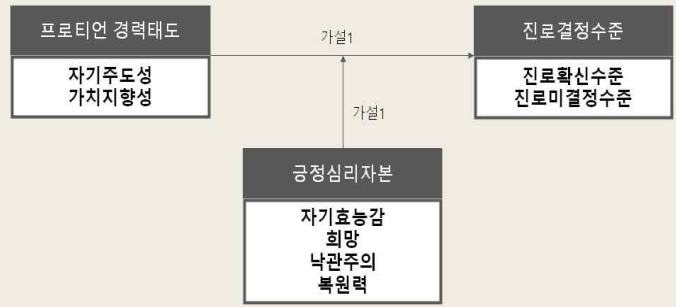 프로티언 경력태도
자기주도성
가치지향성
가설1
진로결정수준
진로확신수준
진로미결정수준
가설1
긍정심리자본
자기효능감
희망
낙관주의
복원력